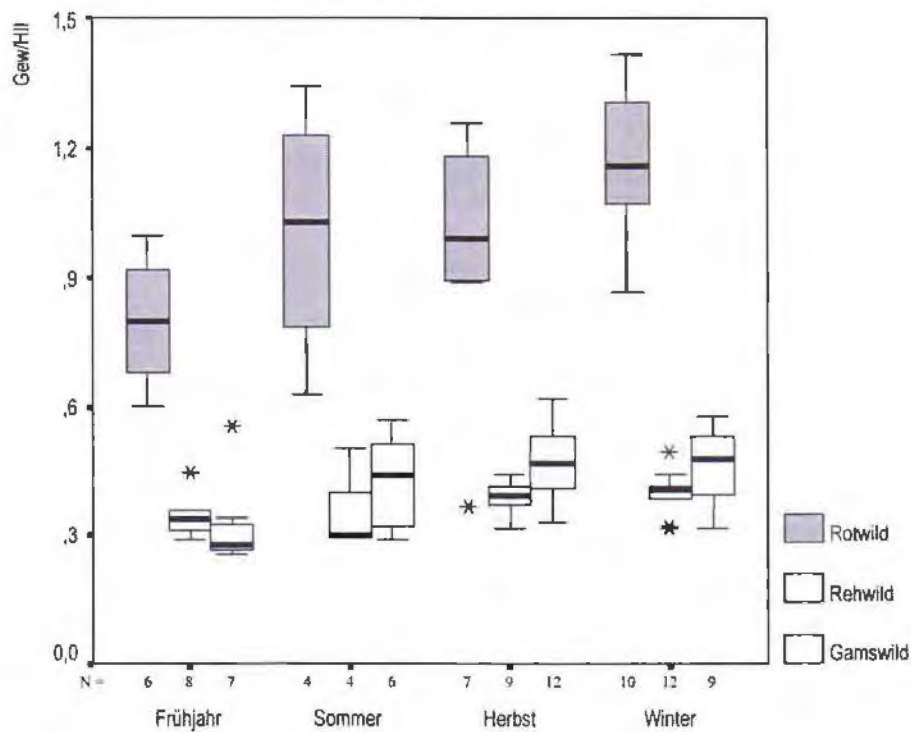 Gew/Hll
1,5
1,2
,9
,6
,3
0,0
N = 6 8 7 4 4 6 7 9 12 10 12 9
Frühjahr Sommer Herbst Winter
Rotwild
Rehwild
Gamswild